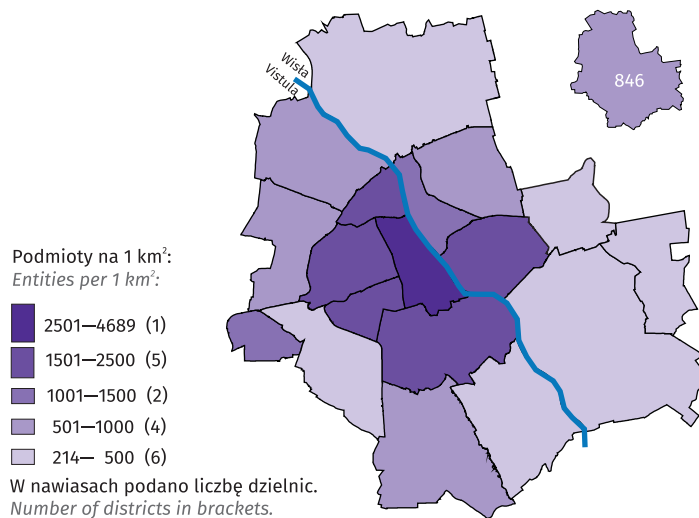 Wisła
Vistula
846
Podmioty na 1 km²:
Entities per 1 km²:
2501—4689 (1)
1501—2500 (5)
1001—1500 (2)
501—1000 (4)
214— 500 (6)
W nawiasach podano liczbę dzielnic.
Number of districts in brackets.